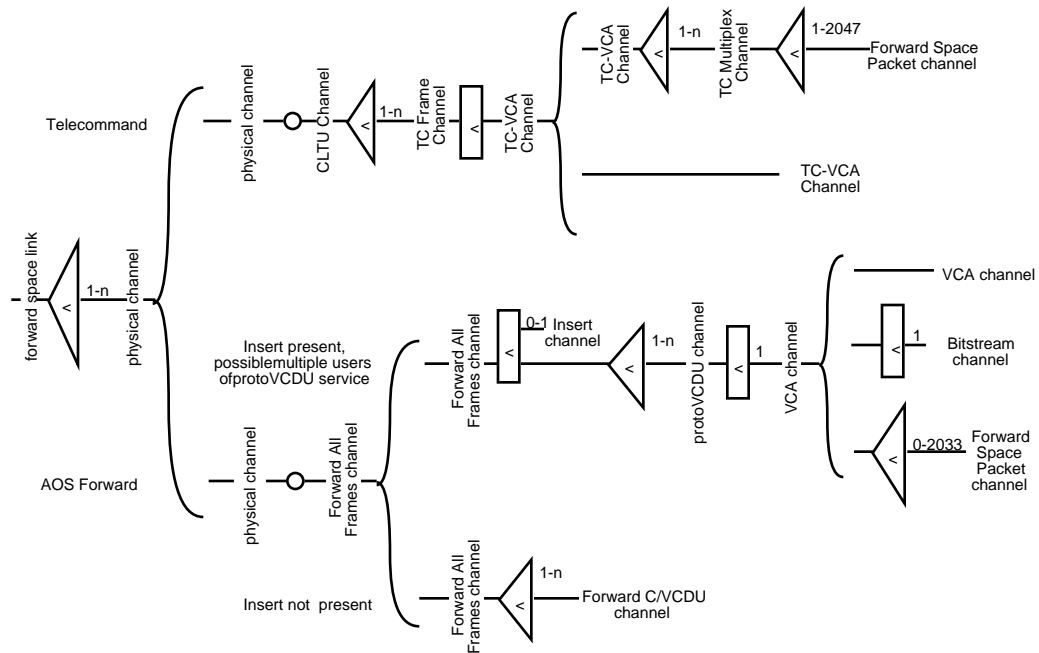 Telecommand
physical channel
CLTU Channel
<
1-n
TC Frame
Channel
<
TC-VCA
Channel
TC-VCA
Channel
<
1-n
TC Multiplex
Channel
<
1-2047
Forward Space
Packet channel
TC-VCA
Channel
forward space link
<
1-n
physical channel
Insert present,
possiblemultiple users
ofprotoVCDU service
Forward All
Frames channel
<
0-1
Insert
channel
<
1-n
protoVCDU channel
<
1
VCA channel
VCA channel
<
1
Bitstream
channel
<
0-2033
Forward
Space
Packet
channel
AOS Forward
physical channel
Forward All
Frames channel
Insert not present
Forward All
Frames channel
<
1-n
Forward C/VCDU
channel